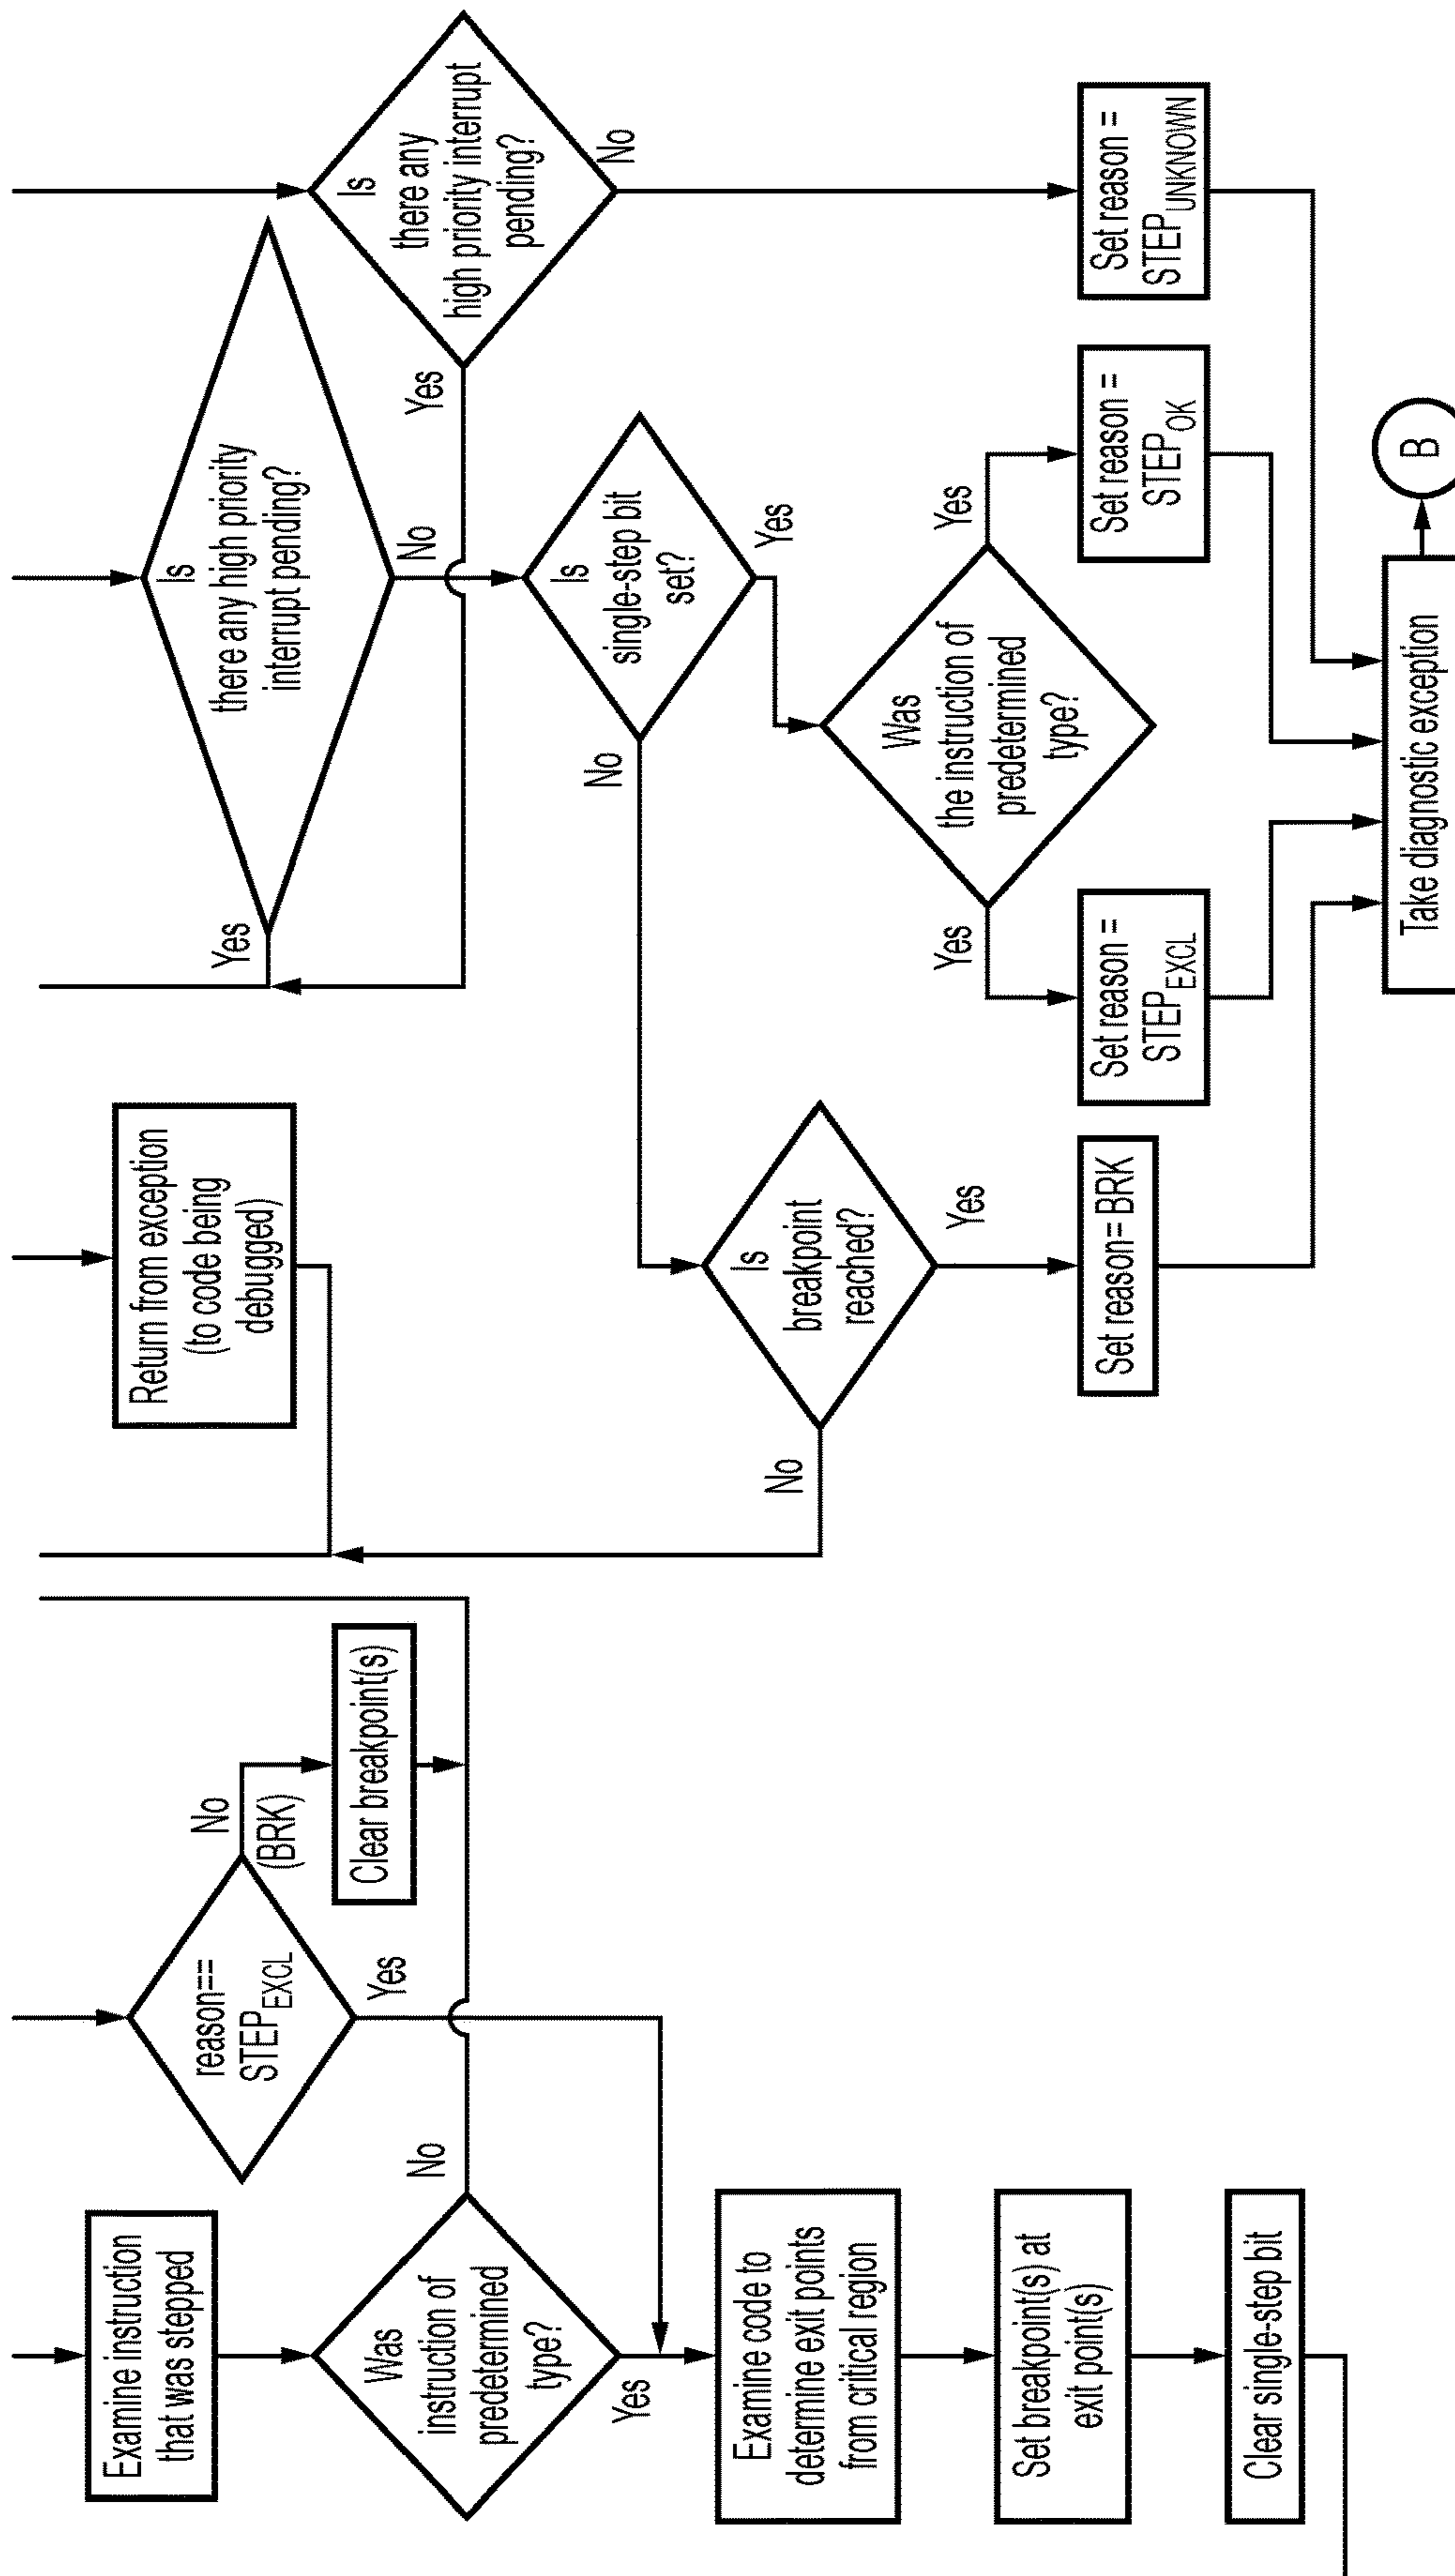 Examine instruction
that was stepped
Was
instruction of
predetermined
type?
No
Yes
Examine code to
determine exit points
from critical region
Set breakpoint(s) at
exit point(s)
Clear single-step bit
reason==
STEP_EXCL
No
(BRK)
Yes
Clear breakpoint(s)
Return from exception
(to code being
debugged)
Is
there any high priority
interrupt pending?
Yes
No
Is
there any
high priority interrupt
pending?
Yes
No
Is
single-step bit
set?
No
Yes
Is
breakpoint
reached?
No
Yes
Was
the instruction of
predetermined
type?
Yes
Yes
Set reason= BRK
Set reason =
STEP_EXCL
Set reason =
STEP_OK
Set reason =
STEP_UNKNOWN
Take diagnostic exception
B